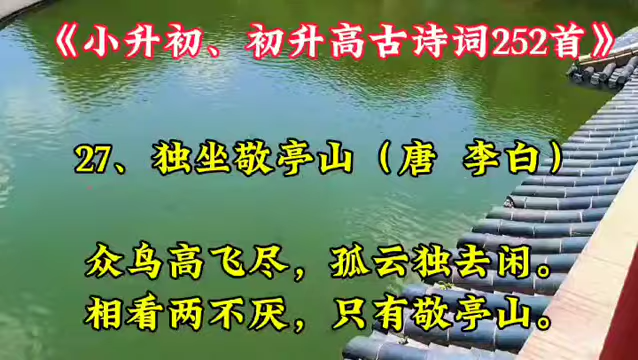 《小升初、初升高古诗词252首》
27、独坐敬亭山（唐 李白）
众鸟高飞尽，孤云独去闲。
相看两不厌，只有敬亭山。